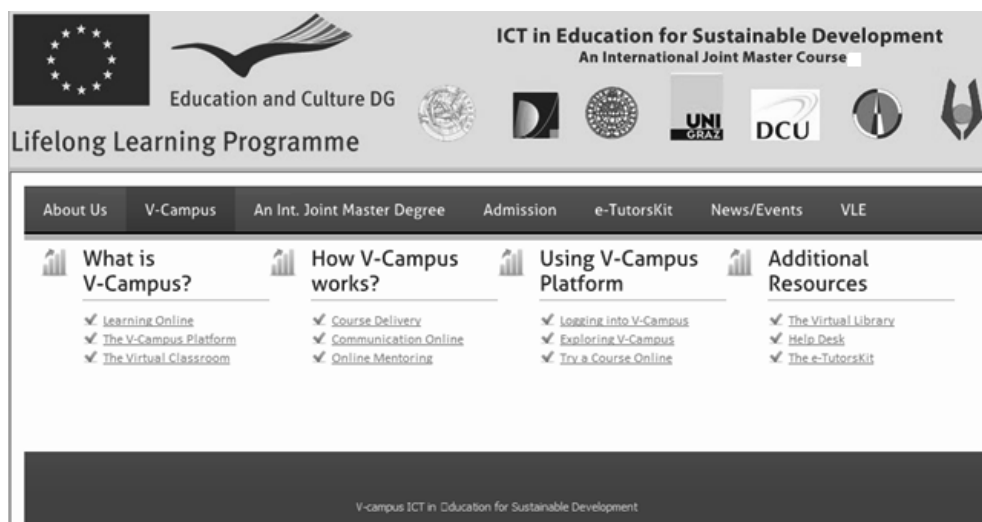 ICT in Education for Sustainable Development
An International Joint Master Course
Education and Culture DG
Lifelong Learning Programme
UNI
GRAZ
DCU
About Us V-Campus An Int. Joint Master Degree Admission e-TutorsKit News/Events VLE
What is
V-Campus?
Learning Online
The V-Campus Platform
The Virtual Classroom
How V-Campus
works?
Course Delivery
Communication Online
Online Mentoring
Using V-Campus
Platform
Logging into V-Campus
Exploring V-Campus
Try a Course Online
Additional
Resources
The Virtual Library
Help Desk
The e-TutorsKit
V-campus ICT in □ducation for Sustainable Development